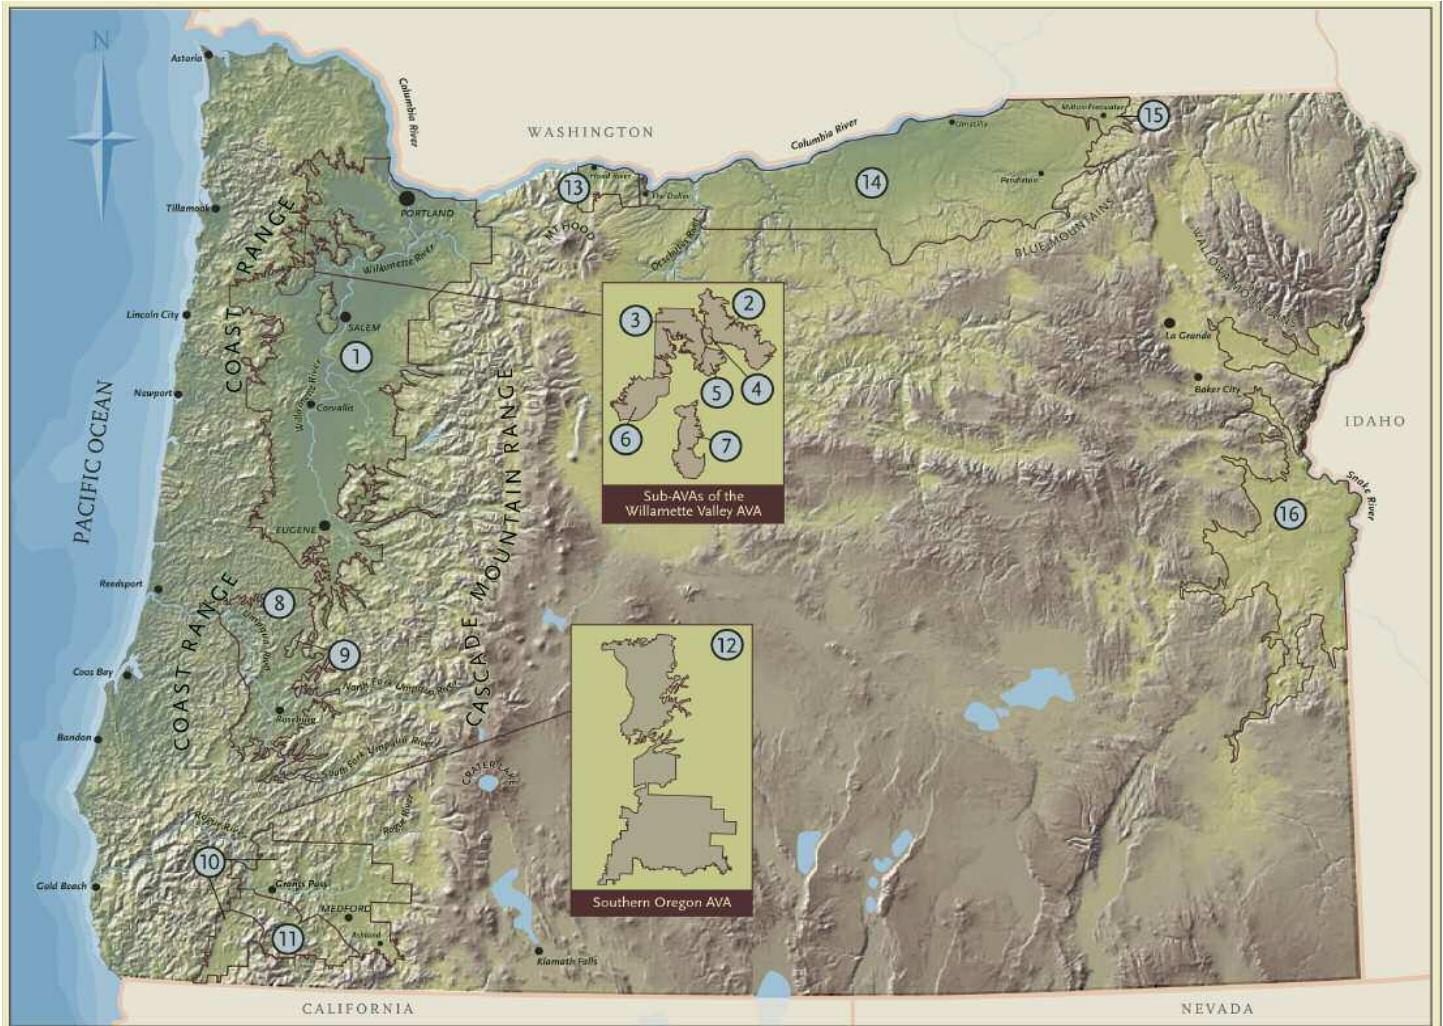 N
Astoria
Columbia River
WASHINGTON
Columbia River
Umatilla
Milton-Freewater
15
13
Hood River
The Dalles
14
Pendleton
Tillamook
PORTLAND
COAST RANGE
Willamette River
MT HOOD
Deschutes River
BLUE MOUNTAINS
WALLOWA MOUNTAINS
Lincoln City
SALEM
1
3
2
5
4
6
7
Sub-AVAs of the
Willamette Valley AVA
La Grande
Baker City
Newport
Willamette River
Corvallis
IDAHO
PACIFIC OCEAN
CASCADE MOUNTAIN RANGE
Snake River
16
EUGENE
Reedsport
8
COAST RANGE
Umpqua River
9
12
Coos Bay
North Fork Umpqua River
Roseburg
Bandon
South Fork Umpqua River
CRATER LAKE
Rogue River
Rogue River
10
Gold Beach
Grants Pass
MEDFORD
11
Ashland
Southern Oregon AVA
Klamath Falls
CALIFORNIA
NEVADA